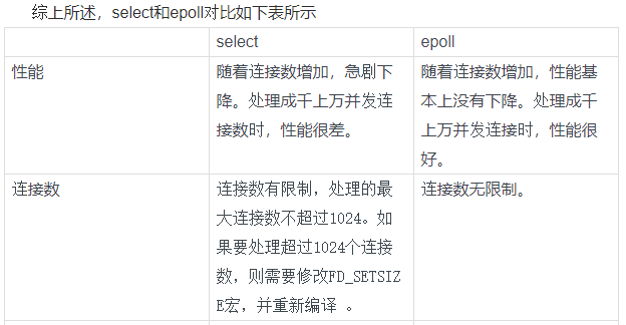 综上所述，select和epoll对比如下表所示
select
epoll
性能
随着连接数增加，急剧下
降。处理成千上万并发连
接数时，性能很差。
随着连接数增加，性能基
本上没有下降。处理成千
上万并发连接时，性能很
好。
连接数
连接数有限制，处理的最
大连接数不超过1024。如
果要处理超过1024个连接
数，则需要修改FD_SETSIZ
E宏，并重新编译 。
连接数无限制。